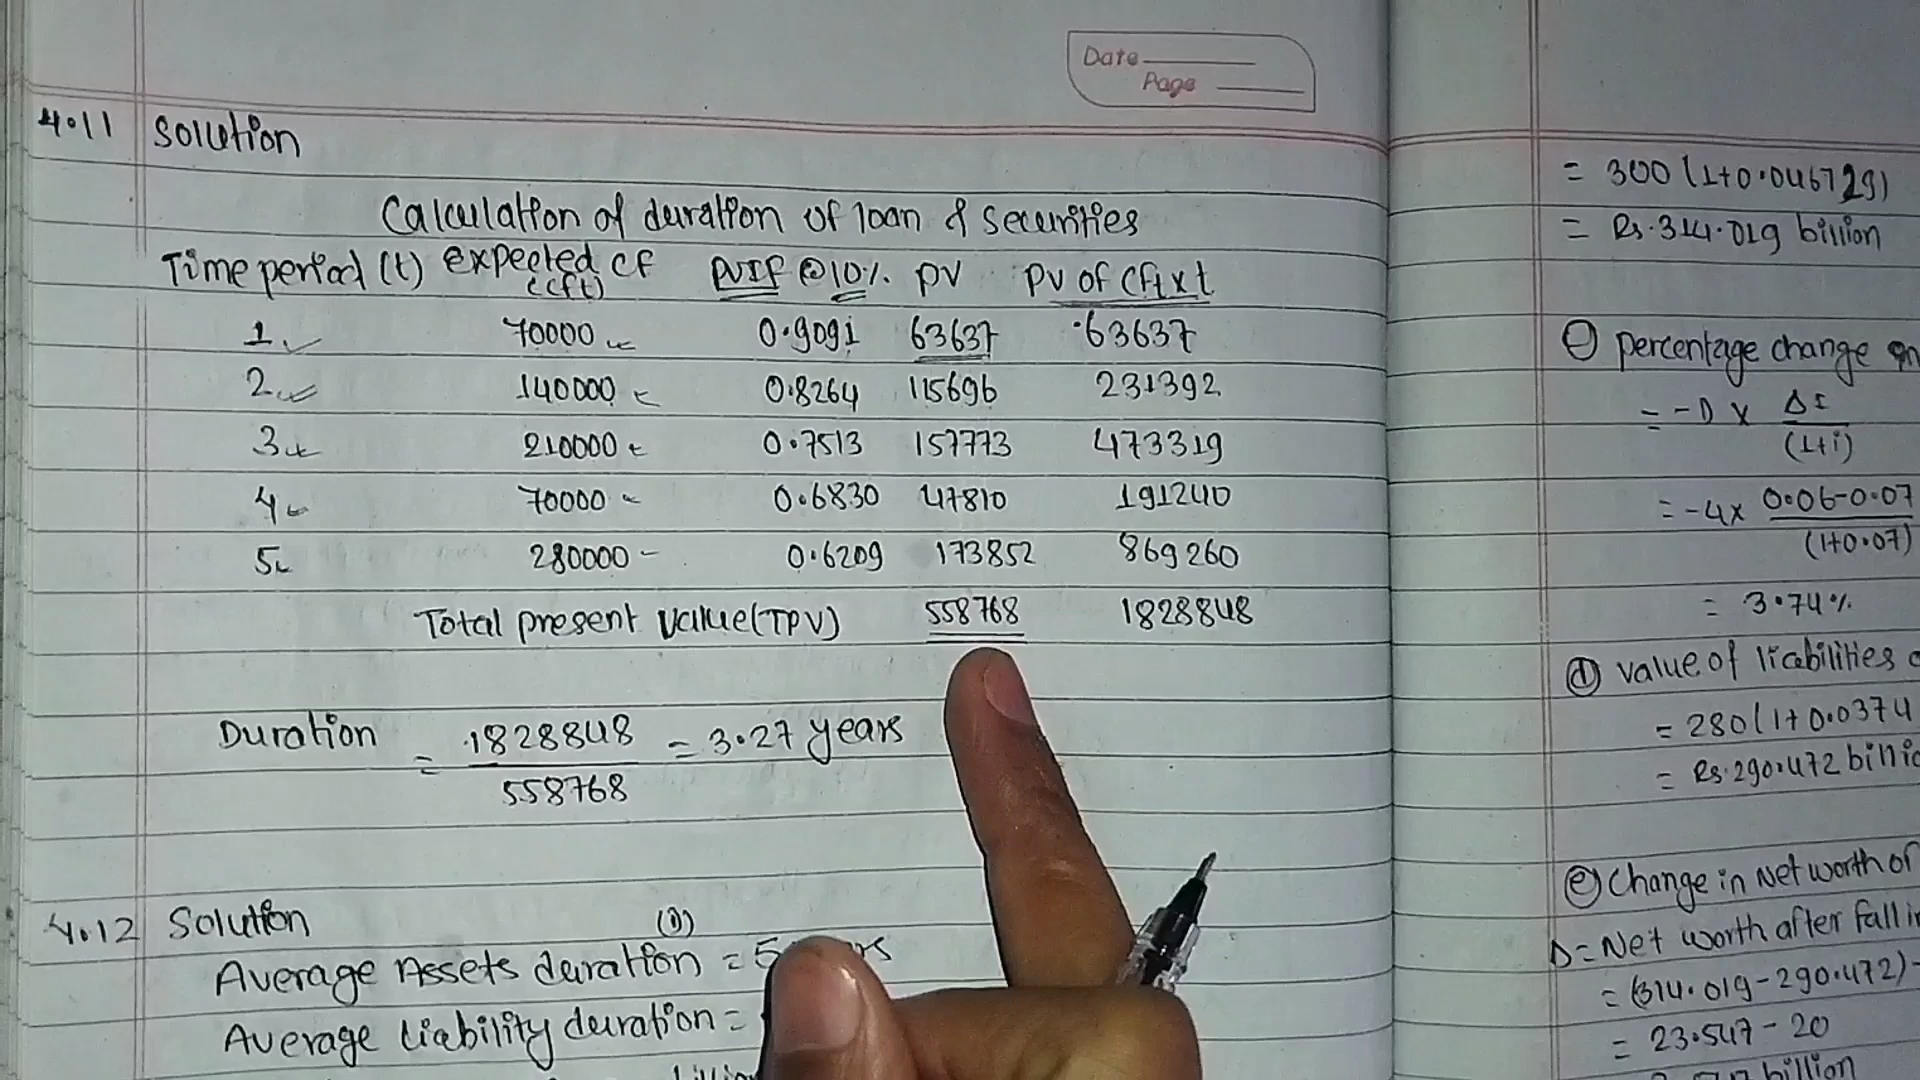 Date
Page
4.11 Solution
Calculation of duration of loan & securities
Time period (t) expected CF (cft) PVIF @10% PV PV of Cft x t
1 70000 0.9091 63637 63637
2 140000 0.8264 115696 231392
3 210000 0.7513 157773 473319
4 70000 0.6830 47810 191240
5 280000 0.6209 173852 869260
Total present value (TPV) 558768 1828848
Duration = 1828848 / 558768 = 3.27 years
4.12 Solution
Average Assets duration = 5
Average liability duration =
= 300 (1+0.046729)
= Rs.314.019 billion
percentage change in
= -D x ΔI / (1+i)
= -4x 0.06-0.07 / (1+0.07)
= 3.74%
(d) value of liabilities
= 280(1+0.0374
= Rs.290.472
(e) Change in Net worth of
Δ = Net worth after fall in
= (314.019-290.472)-
= 23.547-20
billion